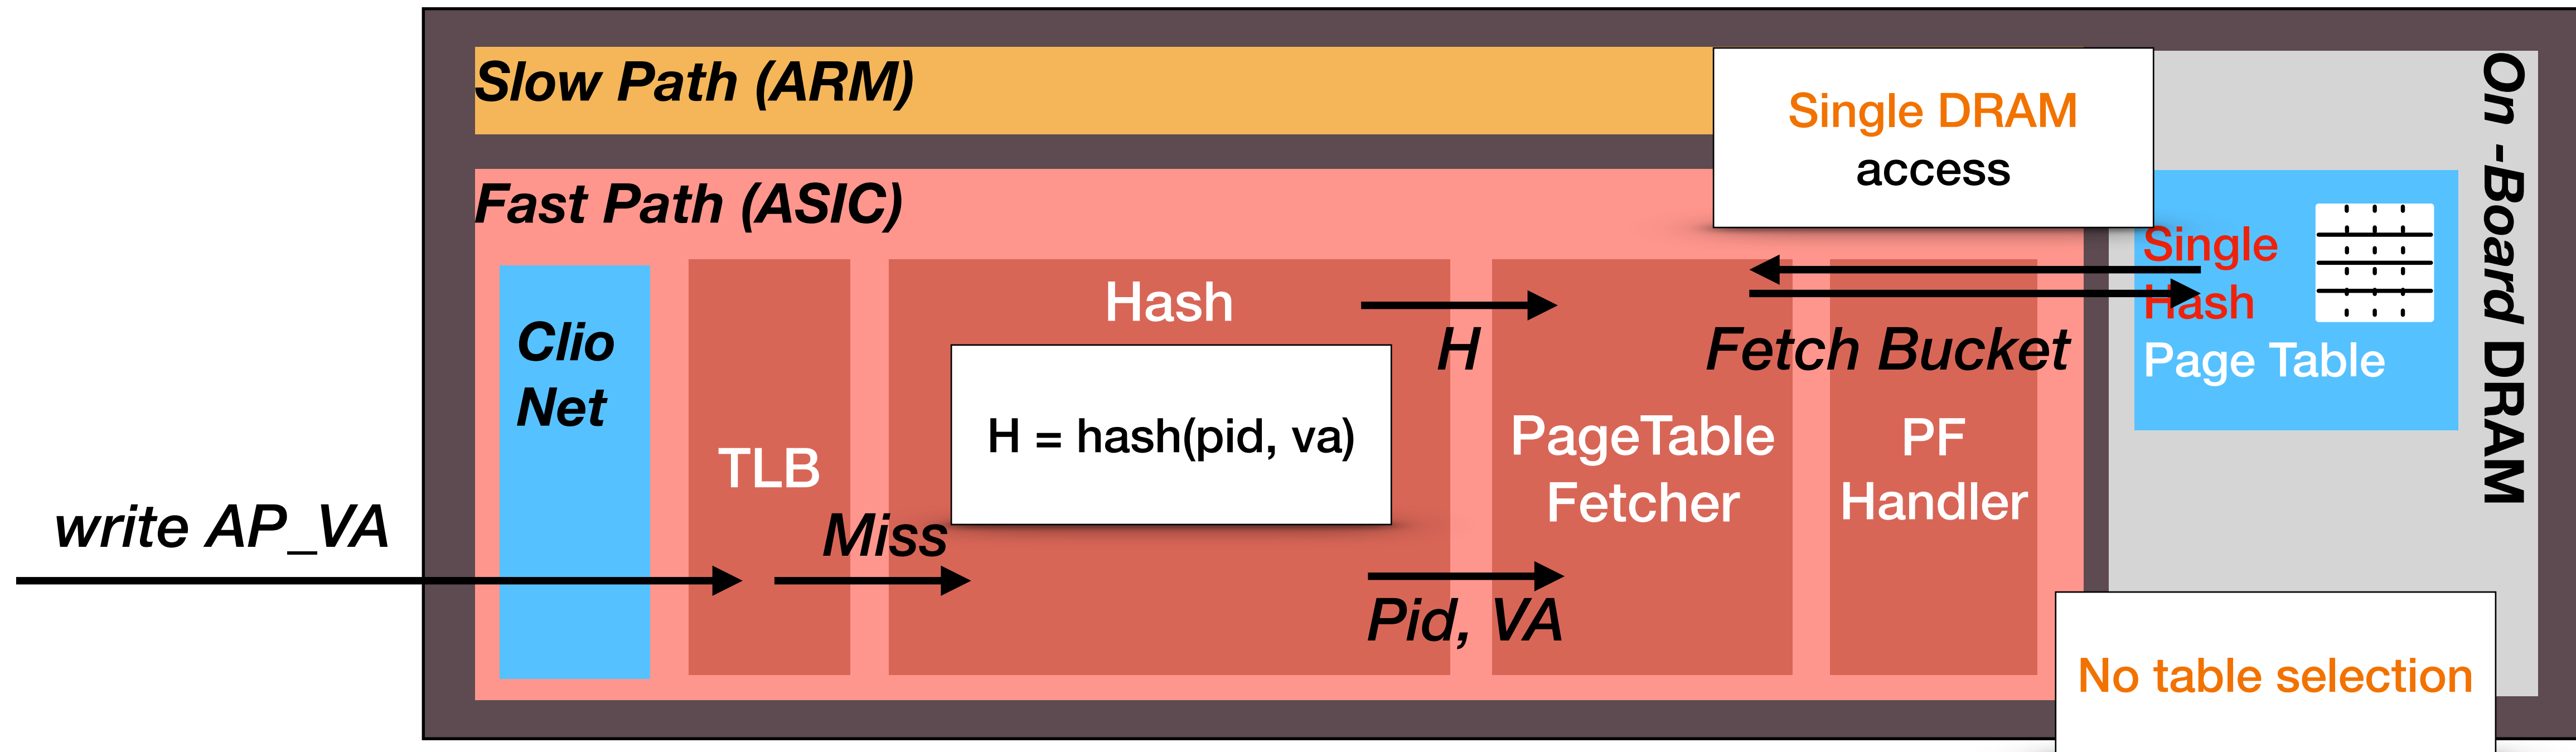 Slow Path (ARM)
Single DRAM
access
On -Board DRAM
Fast Path (ASIC)
Single
Hash
Page Table
Clio
Net
TLB
Hash
H = hash(pid, va)
H
Fetch Bucket
PageTable
Fetcher
PF
Handler
write AP_VA
Miss
Pid, VA
No table selection